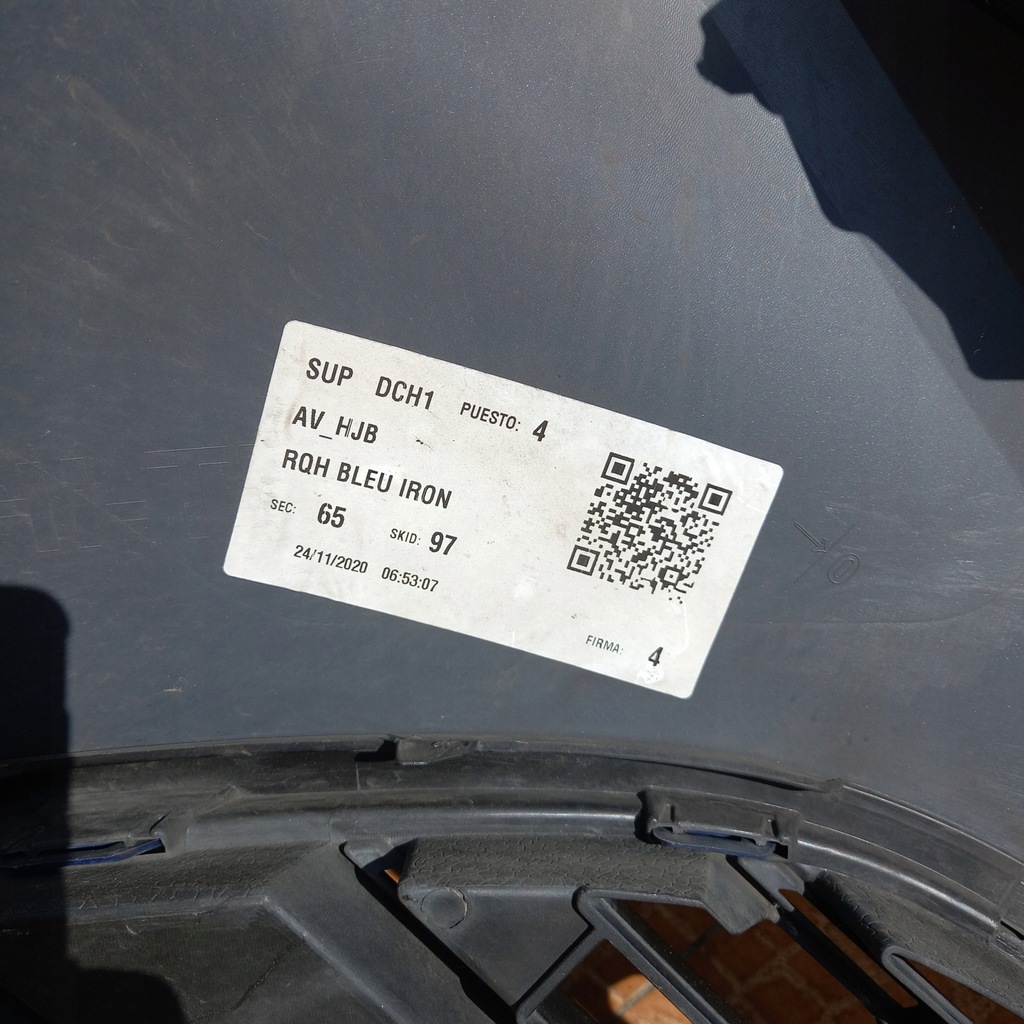 SUP DCH1 PUESTO: 4
AV_HJB
RQH BLEU IRON
SEC: 65 SKID: 97
24/11/2020 06:53:07
FIRMA: 4